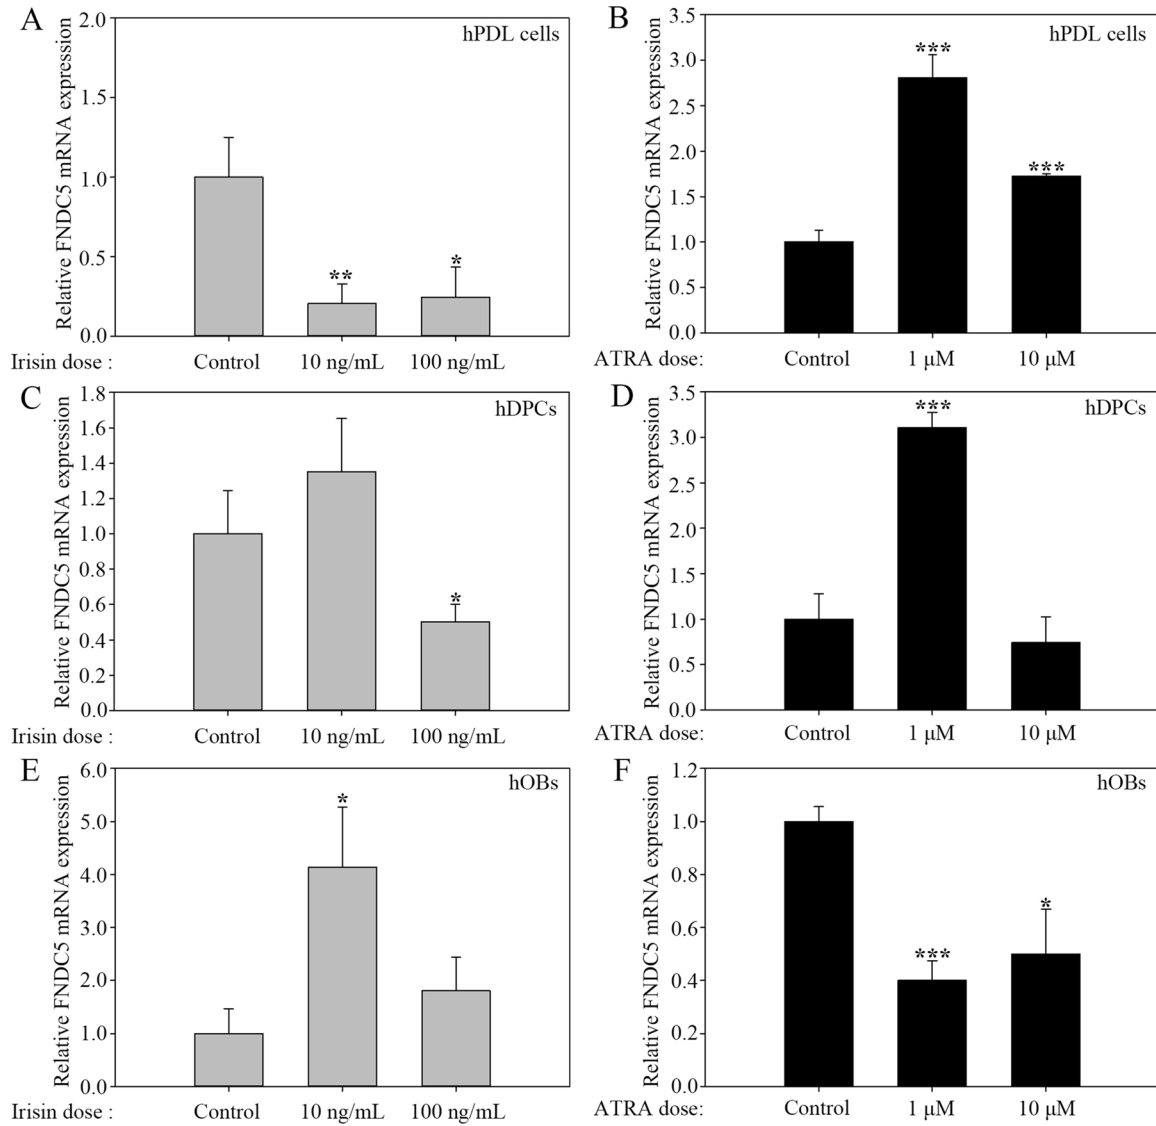 A
Relative FNDC5 mRNA expression
2.0
1.5
1.0
0.5
0.0
hPDL cells
**
*
Irisin dose : Control 10 ng/mL 100 ng/mL
B
Relative FNDC5 mRNA expression
3.5
3.0
2.5
2.0
1.5
1.0
0.5
0.0
hPDL cells
***
***
ATRA dose: Control 1 μM 10 μM
C
Relative FNDC5 mRNA expression
1.8
1.6
1.4
1.2
1.0
0.8
0.6
0.4
0.2
0.0
hDPCs
*
Irisin dose : Control 10 ng/mL 100 ng/mL
D
Relative FNDC5 mRNA expression
3.5
3.0
2.5
2.0
1.5
1.0
0.5
0.0
hDPCs
***
ATRA dose: Control 1 μM 10 μM
E
Relative FNDC5 mRNA expression
6.0
5.0
4.0
3.0
2.0
1.0
0.0
hOBs
*
Irisin dose : Control 10 ng/mL 100 ng/mL
F
Relative FNDC5 mRNA expression
1.2
1.0
0.8
0.6
0.4
0.2
0.0
hOBs
***
*
ATRA dose: Control 1 μM 10 μM